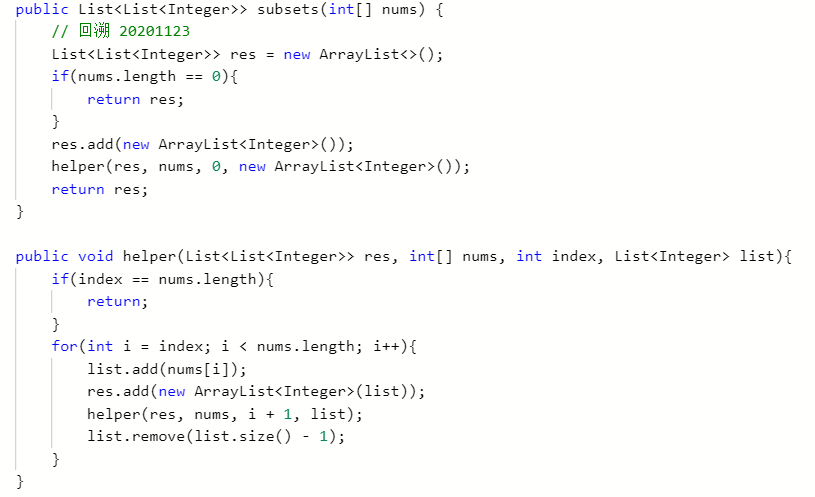 public List<List<Integer>> subsets(int[] nums) {
    // 回溯 20201123
    List<List<Integer>> res = new ArrayList<>();
    if(nums.length == 0){
        return res;
    }
    res.add(new ArrayList<Integer>());
    helper(res, nums, 0, new ArrayList<Integer>());
    return res;
}

public void helper(List<List<Integer>> res, int[] nums, int index, List<Integer> list){
    if(index == nums.length){
        return;
    }
    for(int i = index; i < nums.length; i++){
        list.add(nums[i]);
        res.add(new ArrayList<Integer>(list));
        helper(res, nums, i + 1, list);
        list.remove(list.size() - 1);
    }
}